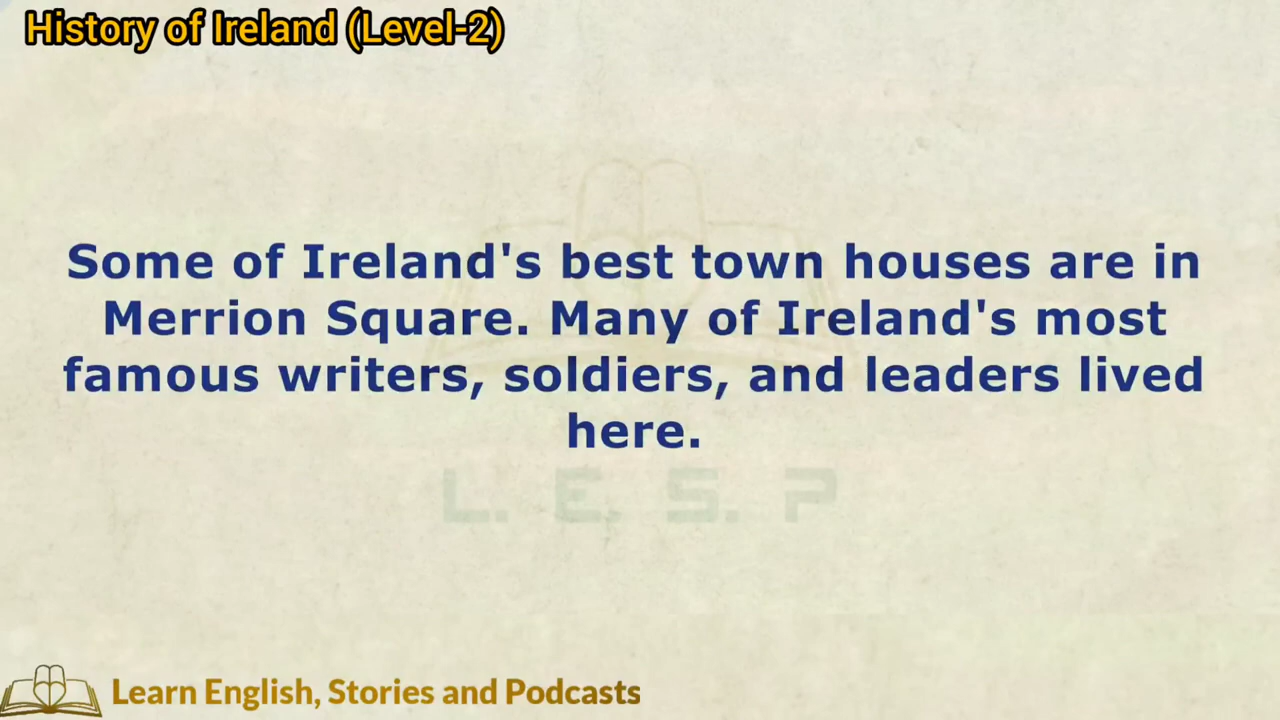 History of Ireland (Level-2)
Some of Ireland's best town houses are in
Merrion Square. Many of Ireland's most
famous writers, soldiers, and leaders lived
here.
L. E. S. P
Learn English, Stories and Podcasts